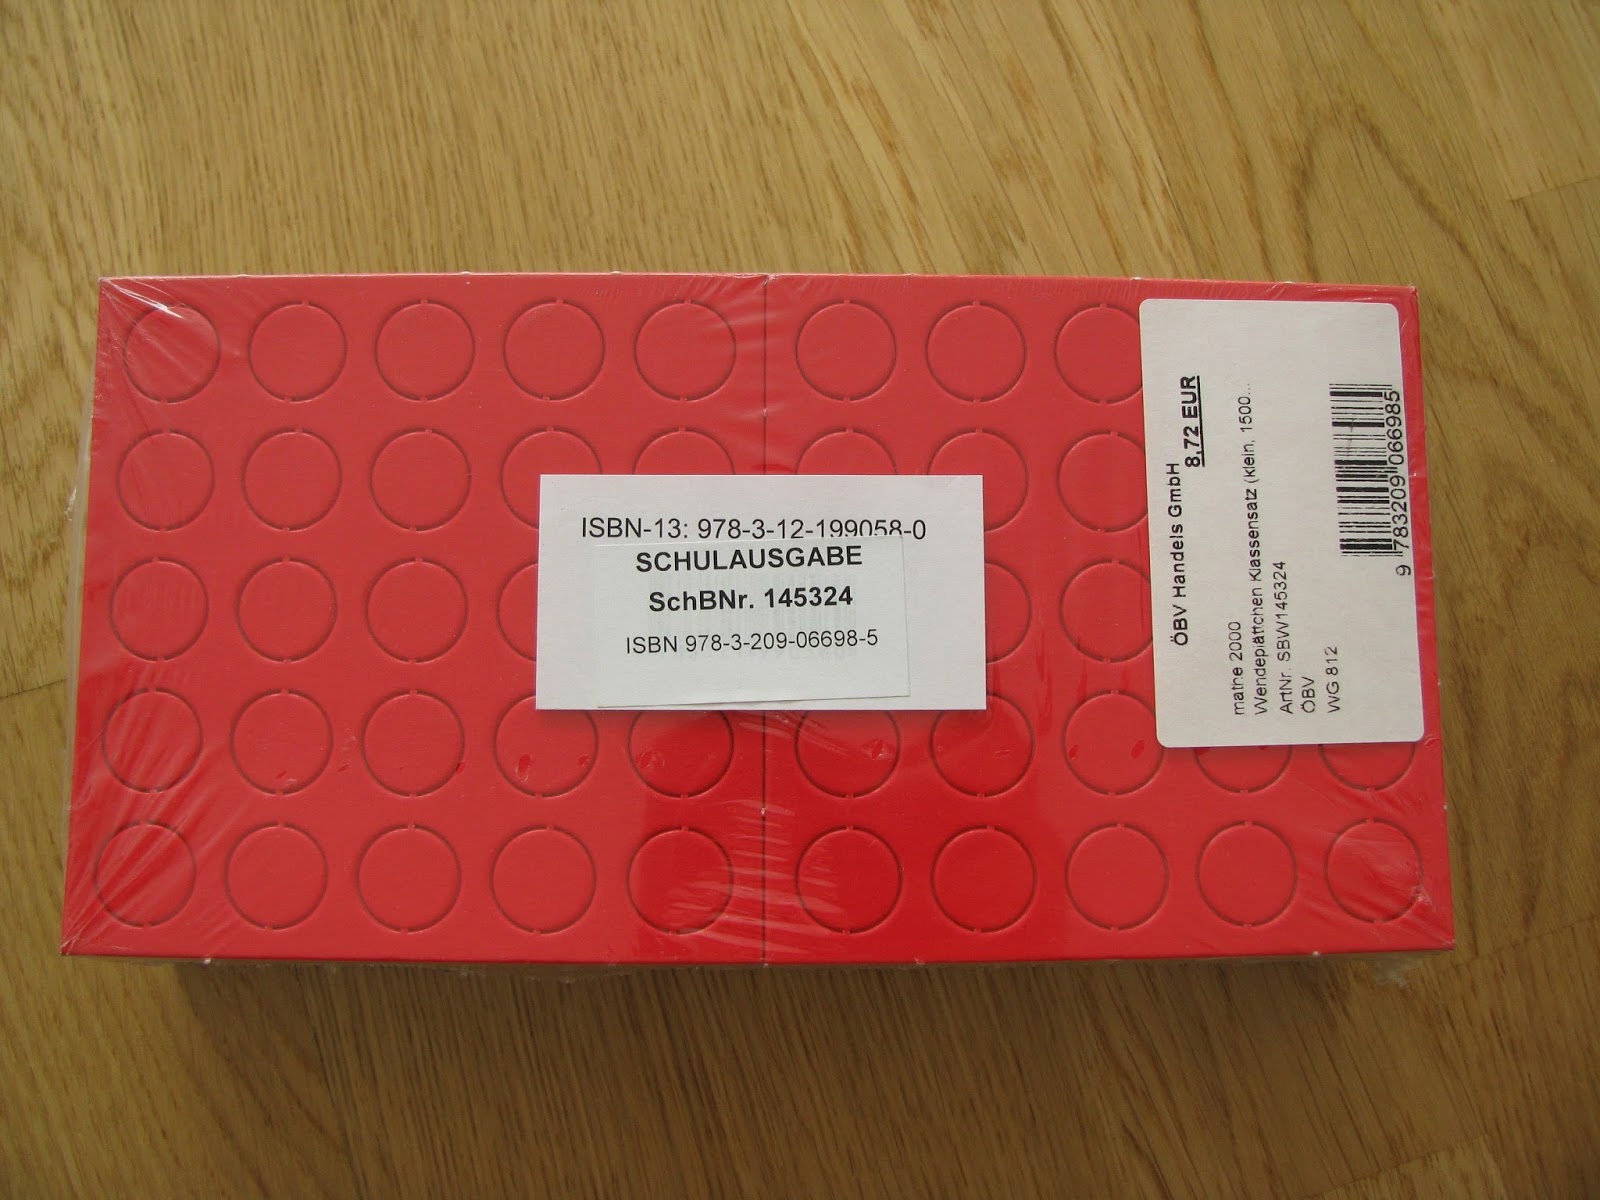 ISBN-13: 978-3-12-199058-0
SCHULAUSGABE
SchBNr. 145324
ISBN 978-3-209-06698-5
ÖBV Handels GmbH
8,72 EUR
mathe 2000
Wendeplättchen Klassensatz (klein, 1500...
ArtNr. SBW145324
ÖBV
WG 812
9 783209 066985